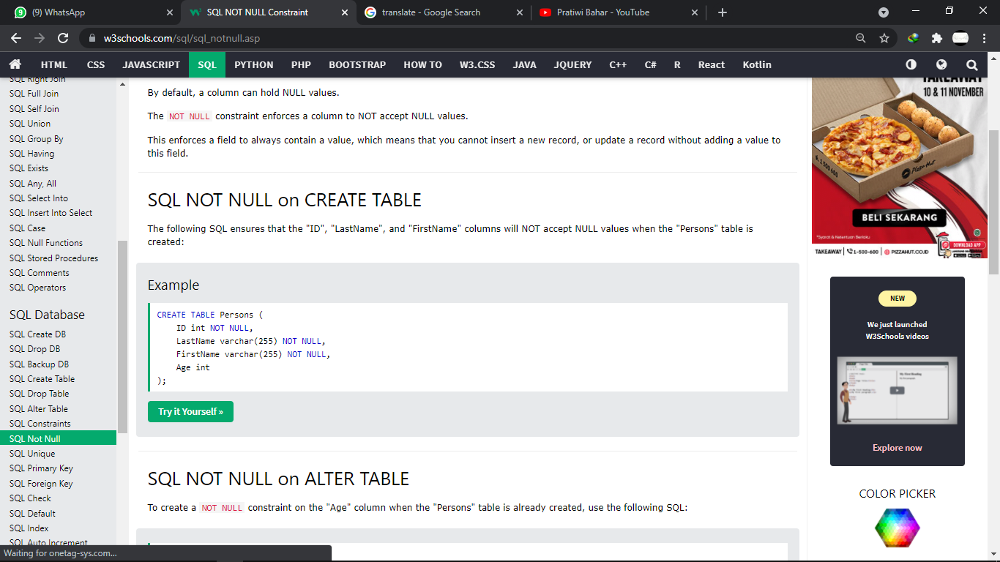 (9) WhatsApp
SQL NOT NULL Constraint
translate - Google Search
Pratiwi Bahar - YouTube
w3schools.com/sql/sql_notnull.asp
HTML CSS JAVASCRIPT SQL PYTHON PHP BOOTSTRAP HOW TO W3.CSS JAVA JQUERY C++ C# R React Kotlin
SQL Right Join
SQL Full Join
SQL Self Join
SQL Union
SQL Group By
SQL Having
SQL Exists
SQL Any, All
SQL Select Into
SQL Insert Into Select
SQL Case
SQL Null Functions
SQL Stored Procedures
SQL Comments
SQL Operators
SQL Database
SQL Create DB
SQL Drop DB
SQL Backup DB
SQL Create Table
SQL Drop Table
SQL Alter Table
SQL Constraints
SQL Not Null
SQL Unique
SQL Primary Key
SQL Foreign Key
SQL Check
SQL Default
SQL Index
SQL Auto Increment
Waiting for onetag-sys.com...
By default, a column can hold NULL values.
The NOT NULL constraint enforces a column to NOT accept NULL values.
This enforces a field to always contain a value, which means that you cannot insert a new record, or update a record without adding a value to
this field.
SQL NOT NULL on CREATE TABLE
The following SQL ensures that the "ID", "LastName", and "FirstName" columns will NOT accept NULL values when the "Persons" table is
created:
Example
CREATE TABLE Persons (
    ID int NOT NULL,
    LastName varchar(255) NOT NULL,
    FirstName varchar(255) NOT NULL,
    Age int
);
Try it Yourself »
SQL NOT NULL on ALTER TABLE
To create a NOT NULL constraint on the "Age" column when the "Persons" table is already created, use the following SQL:
TAKEAWAY
10 & 11 NOVEMBER
1 500 600
Pizza Hut
BELI SEKARANG
*Syarat & Ketentuan Berlaku
DOWNLOAD APP
TAKEAWAY 1-500-600 PIZZAHUT.CO.ID
NEW
We just launched
W3Schools videos
Explore now
COLOR PICKER